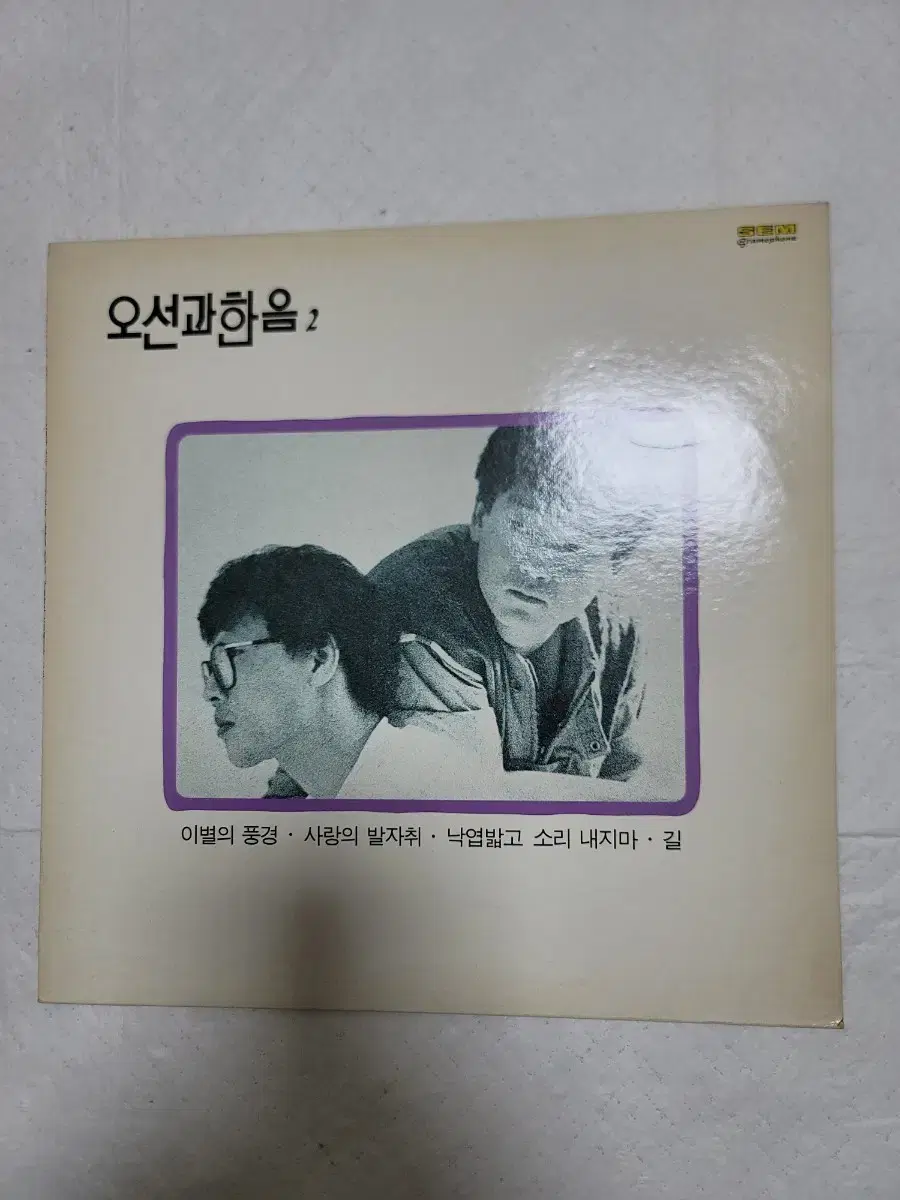 SEM
gramophone
오선과하음 2
이별의 풍경 · 사랑의 발자취 · 낙엽밟고 소리 내지마 · 길